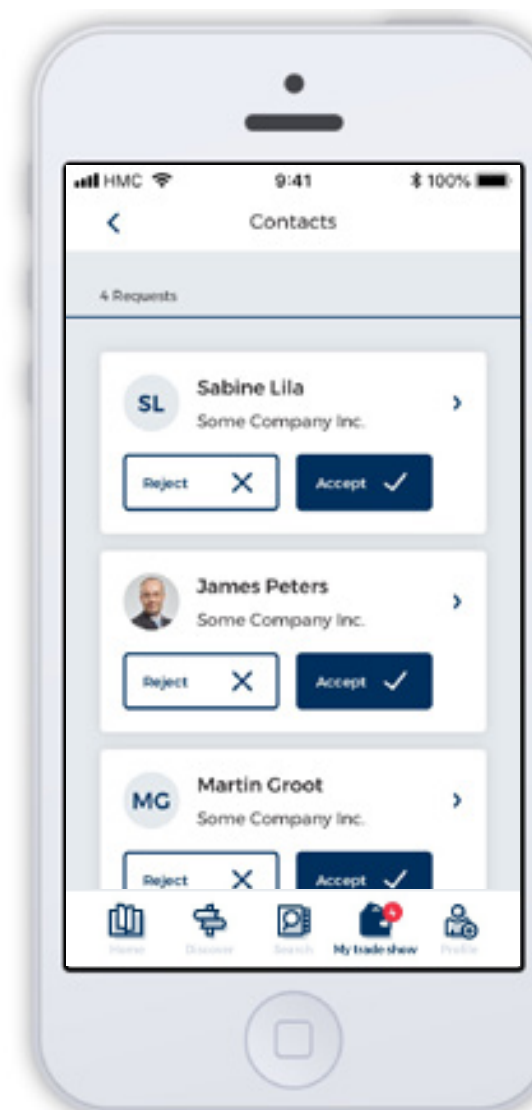 HMC 9:41 100%
Contacts
4 Requests
SL Sabine Lila
Some Company Inc.
Reject Accept
James Peters
Some Company Inc.
Reject Accept
MG Martin Groot
Some Company Inc.
Reject Accept
Home Discover Search My trade show Profile